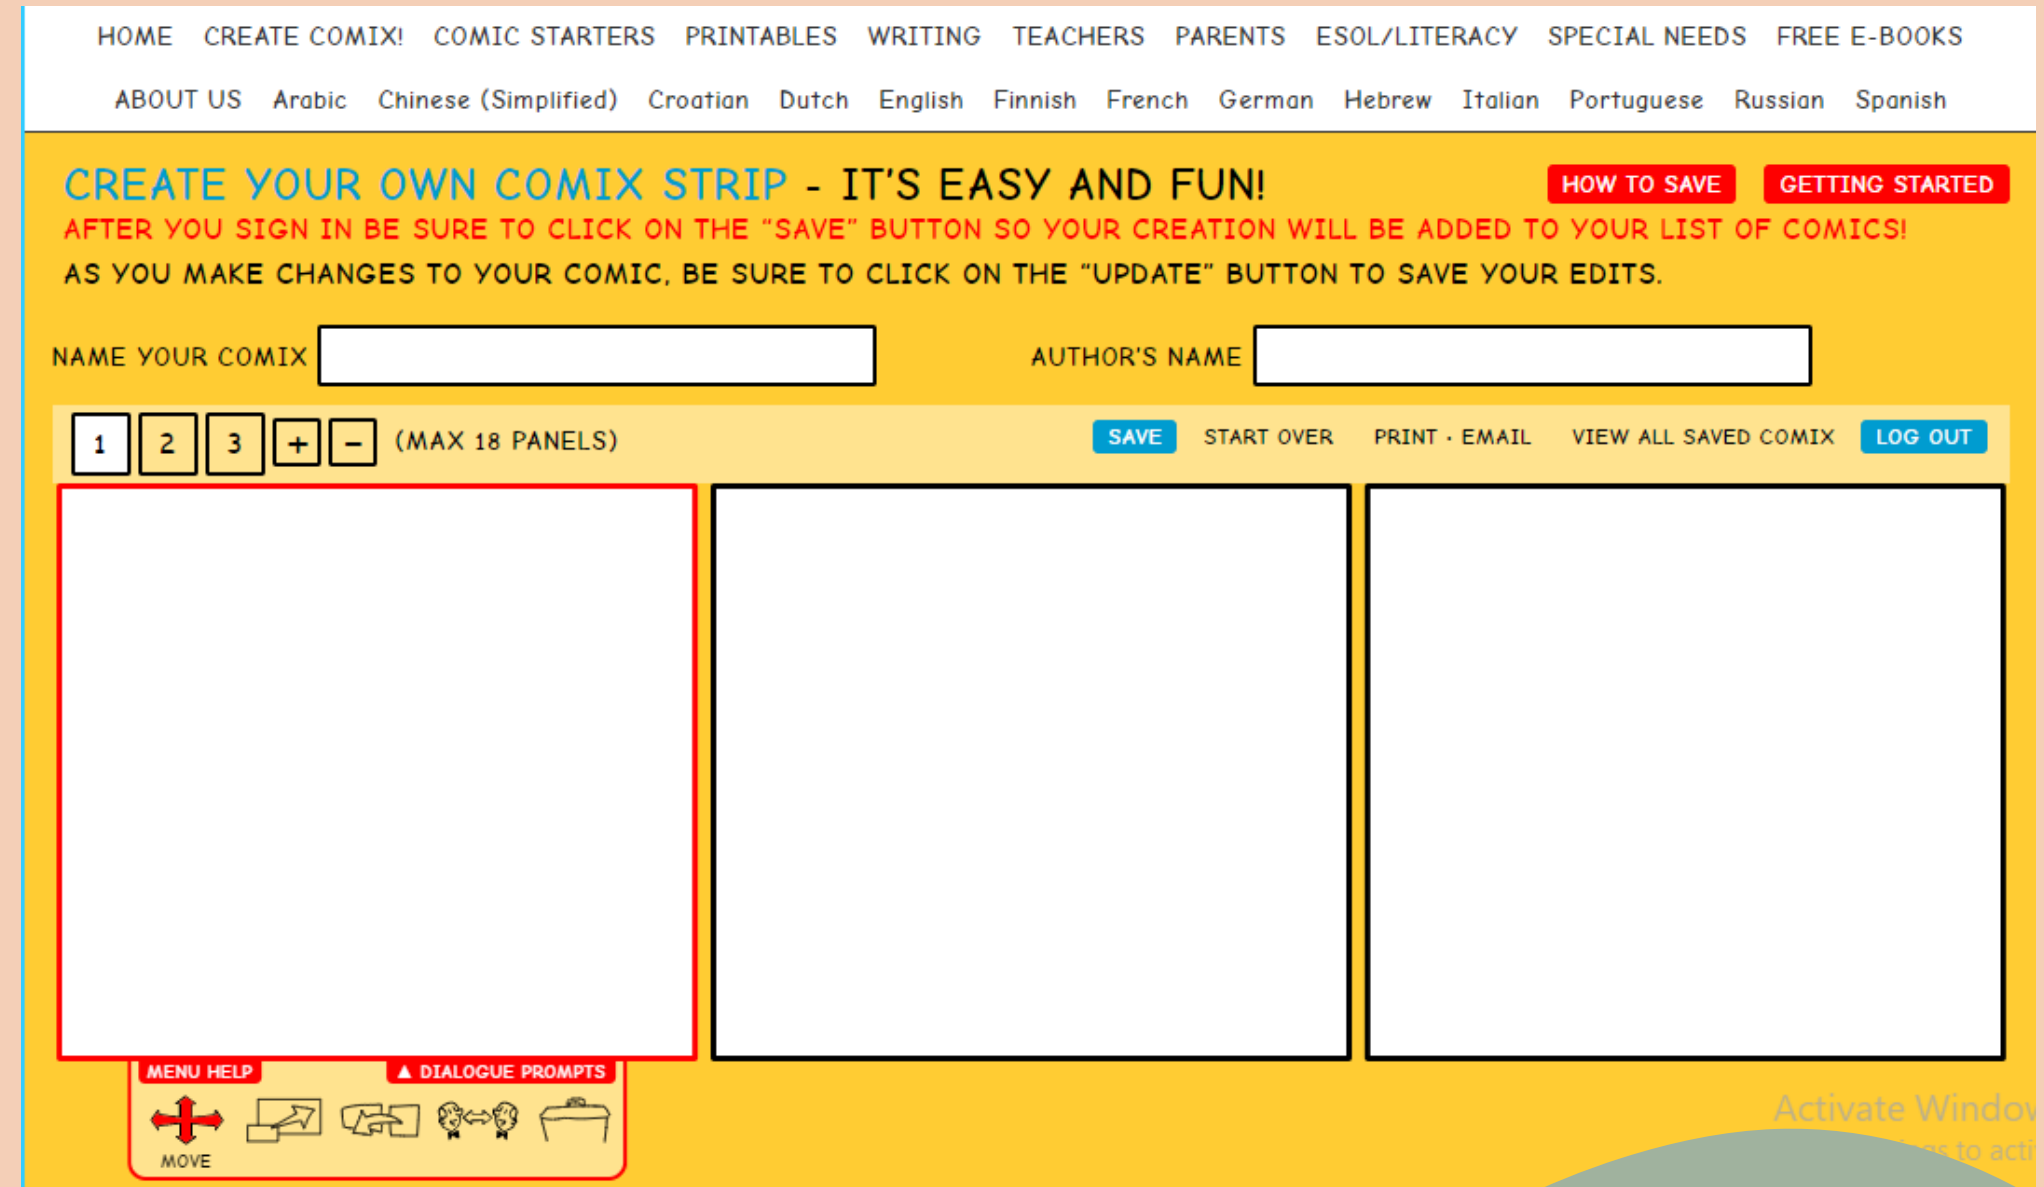 HOME CREATE COMIX! COMIC STARTERS PRINTABLES WRITING TEACHERS PARENTS ESOL/LITERACY SPECIAL NEEDS FREE E-BOOKS
ABOUT US Arabic Chinese (Simplified) Croatian Dutch English Finnish French German Hebrew Italian Portuguese Russian Spanish
CREATE YOUR OWN COMIX STRIP - IT'S EASY AND FUN! HOW TO SAVE GETTING STARTED
AFTER YOU SIGN IN BE SURE TO CLICK ON THE "SAVE" BUTTON SO YOUR CREATION WILL BE ADDED TO YOUR LIST OF COMICS!
AS YOU MAKE CHANGES TO YOUR COMIC, BE SURE TO CLICK ON THE "UPDATE" BUTTON TO SAVE YOUR EDITS.
NAME YOUR COMIX AUTHOR'S NAME
1 2 3 + - (MAX 18 PANELS) SAVE START OVER PRINT · EMAIL VIEW ALL SAVED COMIX LOG OUT
MENU HELP ▲ DIALOGUE PROMPTS
MOVE
Activate Window
to acti